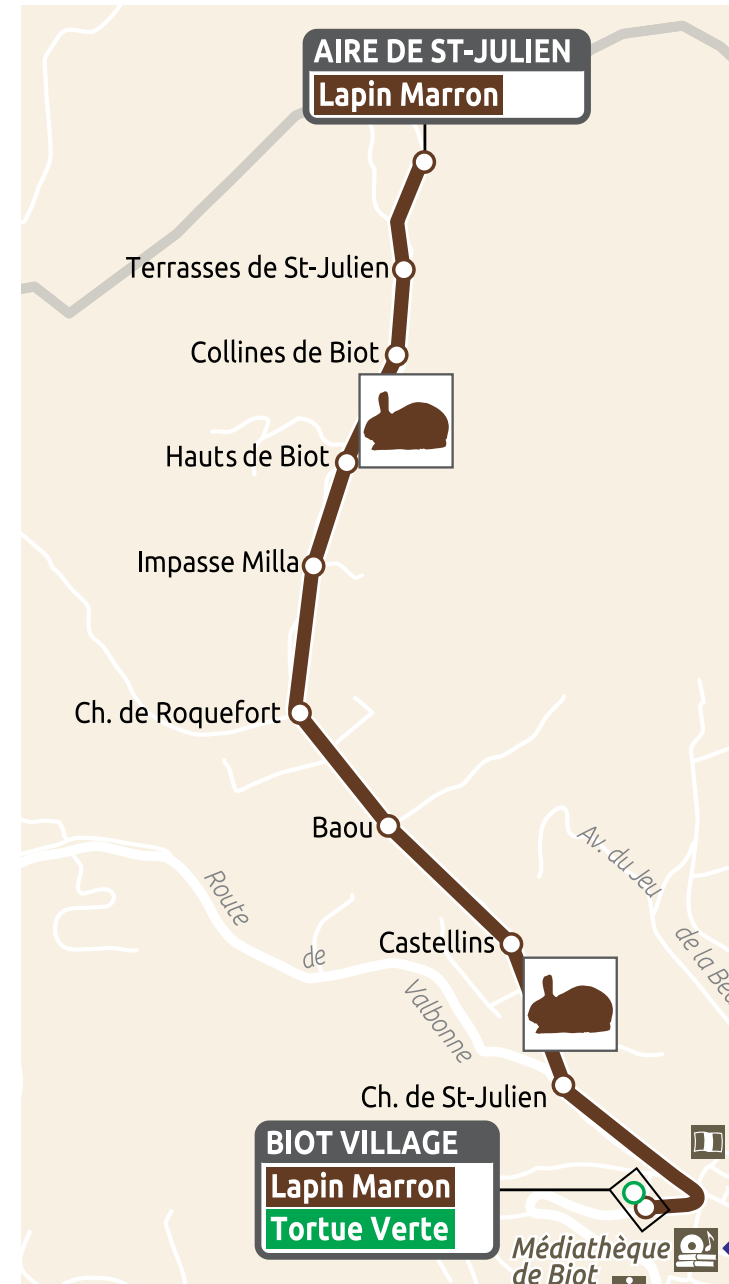 AIRE DE ST-JULIEN
Lapin Marron
Terrasses de St-Julien
Collines de Biot
Hauts de Biot
Impasse Milla
Ch. de Roquefort
Baou
Av. du Jeu
de la
Route
de
Valbonne
Castellins
Ch. de St-Julien
BIOT VILLAGE
Lapin Marron
Tortue Verte
Médiathèque
de Biot